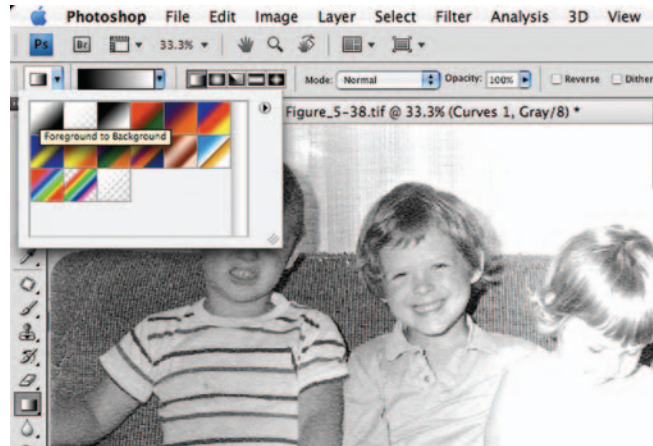 Photoshop File Edit Image Layer Select Filter Analysis 3D View
Ps Br 33.3%
Mode: Normal Opacity: 100% Reverse Dither
Figure_5-38.tif @ 33.3% (Curves 1, Gray/8) *
Foreground to Background